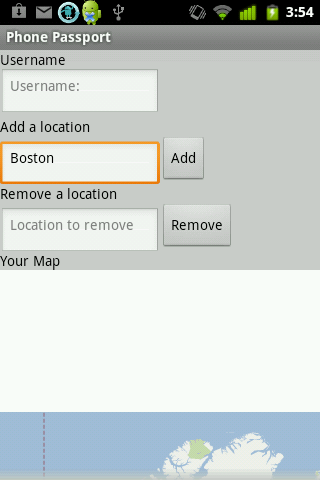 3:54
Phone Passport
Username
Username:
Add a location
Boston
Add
Remove a location
Location to remove
Remove
Your Map